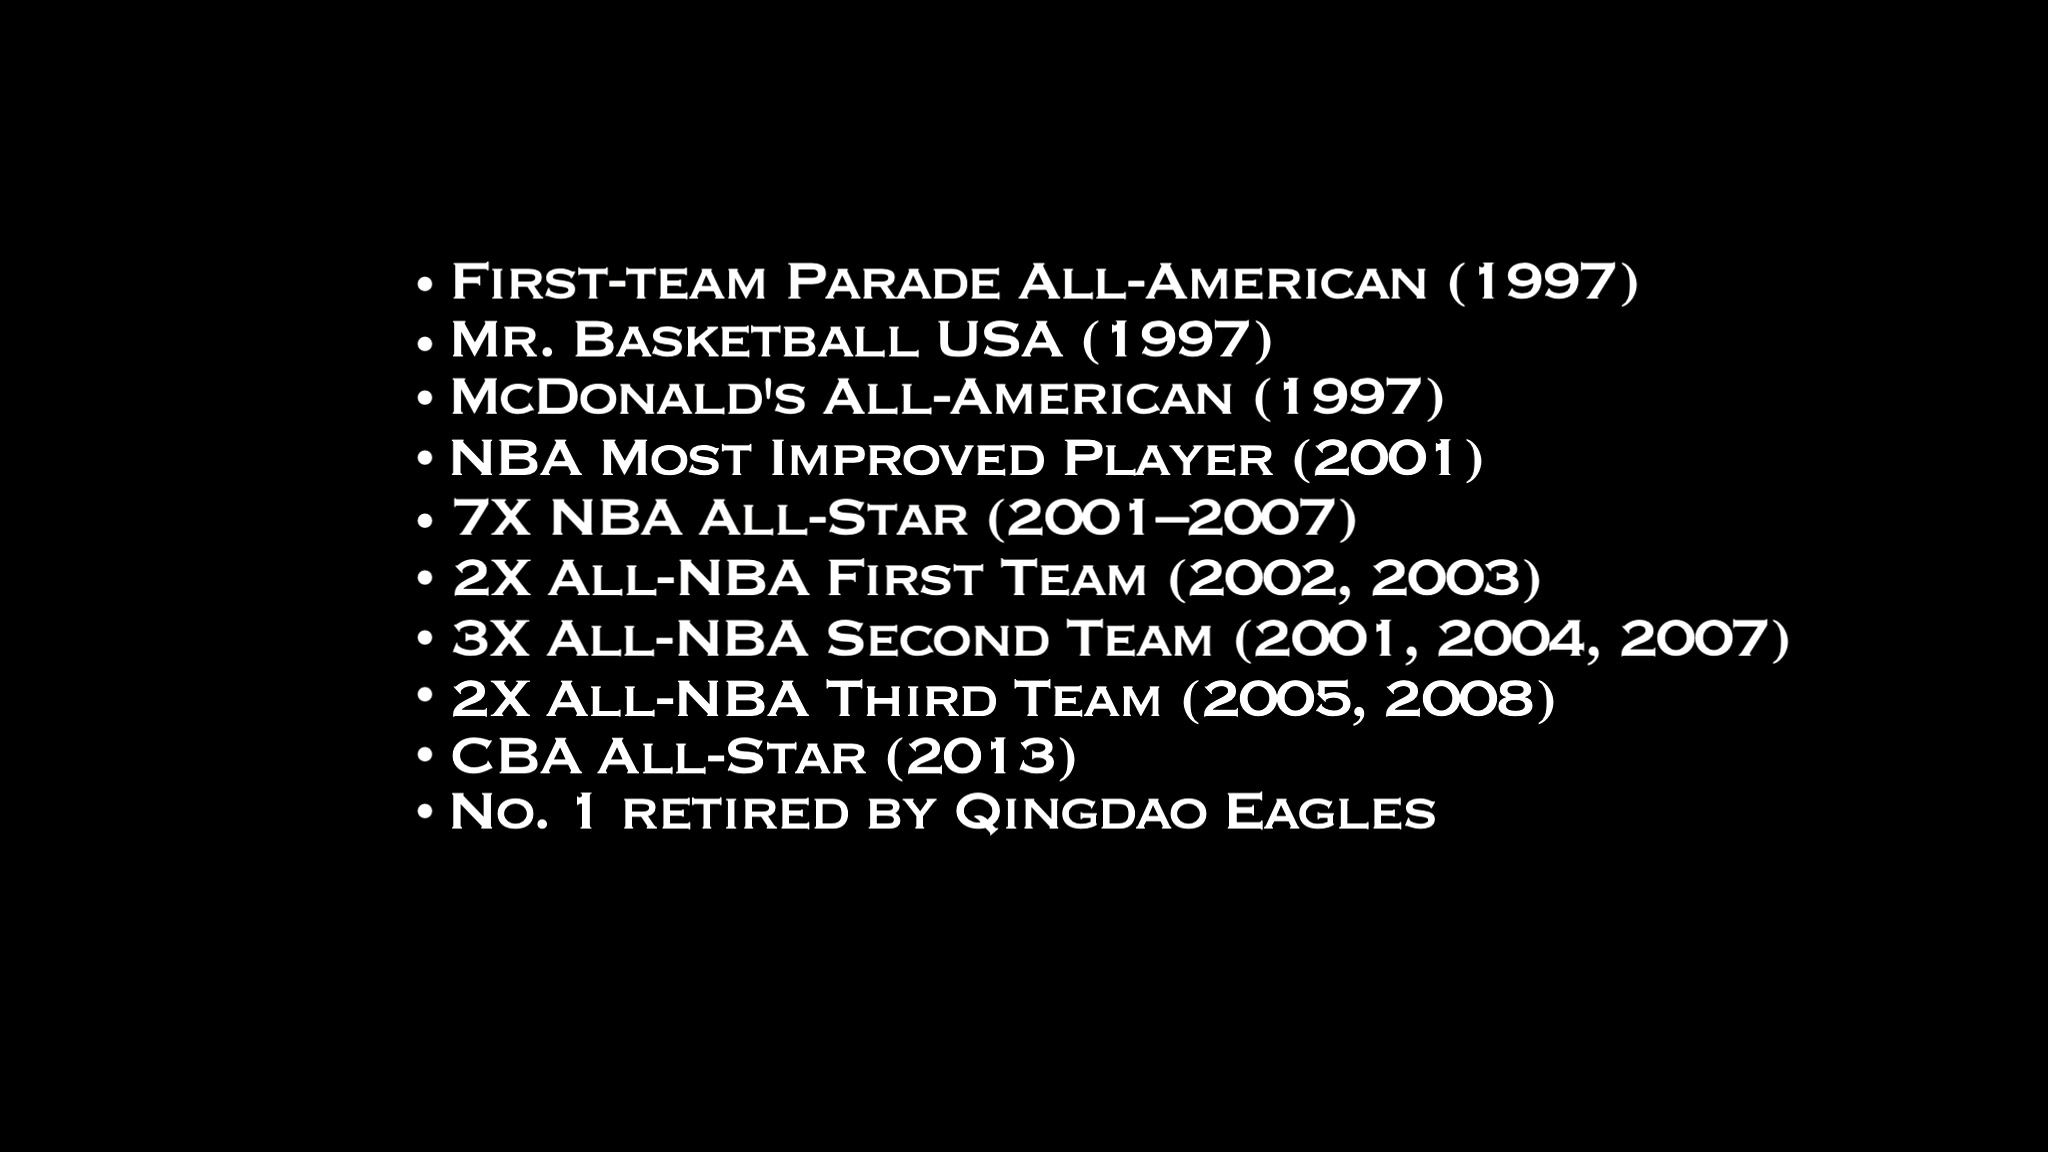 • First-team Parade All-American (1997)
• Mr. Basketball USA (1997)
• McDonald's All-American (1997)
• NBA Most Improved Player (2001)
• 7x NBA All-Star (2001–2007)
• 2x All-NBA First Team (2002, 2003)
• 3x All-NBA Second Team (2001, 2004, 2007)
• 2x All-NBA Third Team (2005, 2008)
• CBA All-Star (2013)
• No. 1 retired by Qingdao Eagles